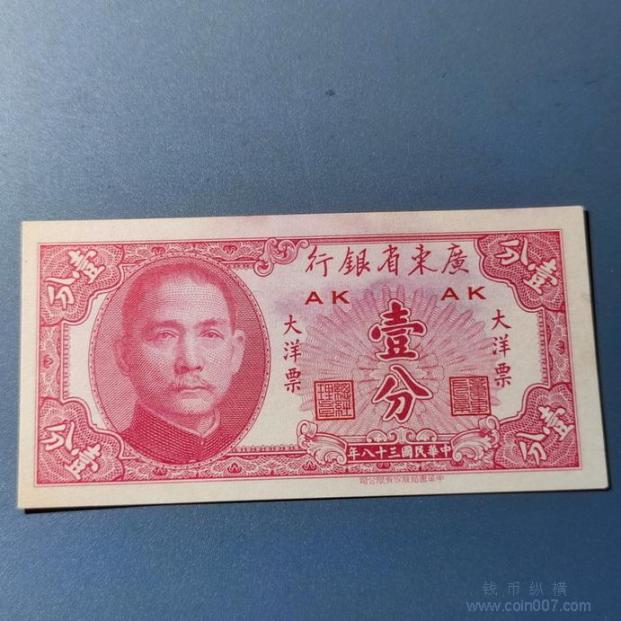 廣東省銀行
AK AK
大洋票
壹分
大洋票
中華民國三十八年
壹分
壹分
壹分
壹分
钱币纵横
www.coin007.com